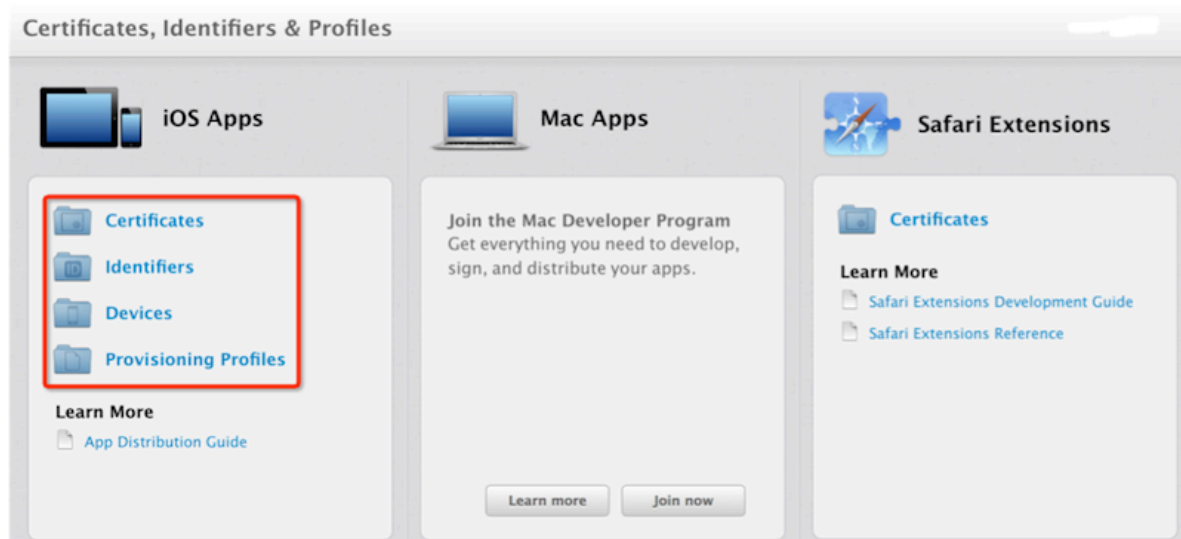 Certificates, Identifiers & Profiles
iOS Apps
Certificates
Identifiers
ID
Devices
Provisioning Profiles
Learn More
App Distribution Guide
Mac Apps
Join the Mac Developer Program
Get everything you need to develop,
sign, and distribute your apps.
Learn more
Join now
Safari Extensions
Certificates
Learn More
Safari Extensions Development Guide
Safari Extensions Reference